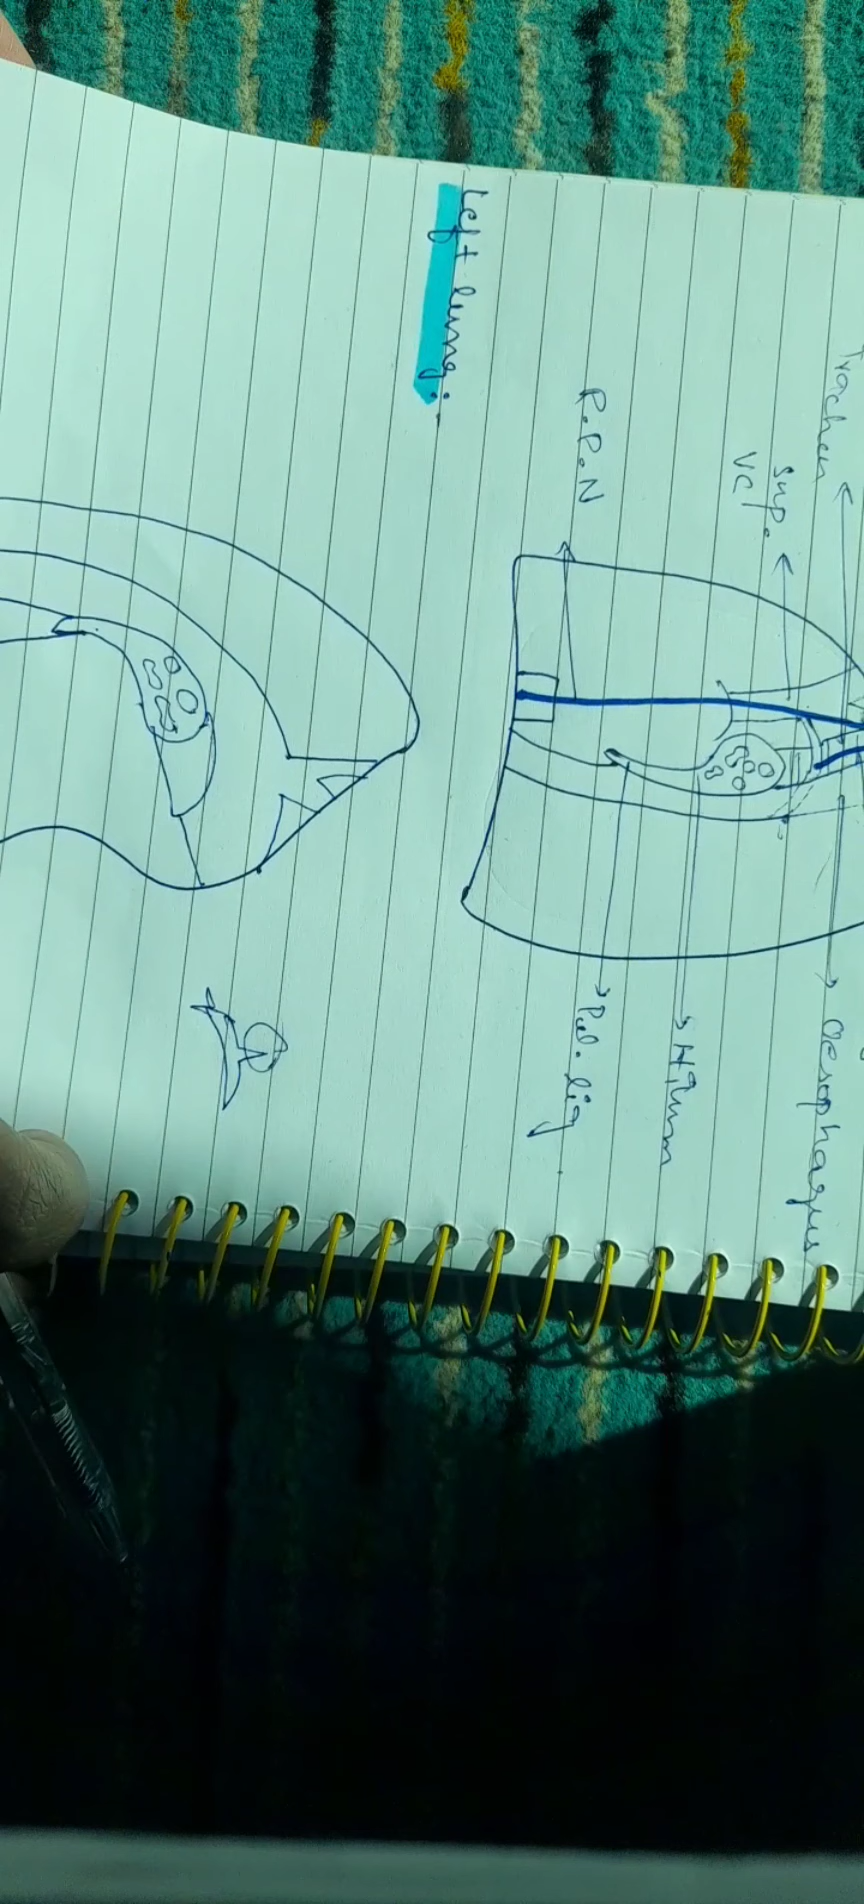 Trachea
Sup.
VC
R.P.N
Oesophagus
Hilum
Pul. lig.
Left lung:-